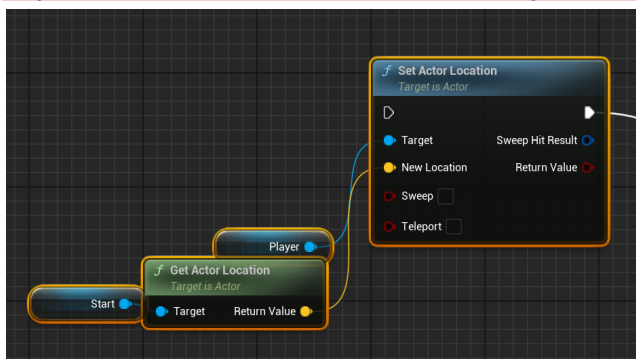 f Set Actor Location
Target is Actor
Target Sweep Hit Result
New Location Return Value
Sweep
Teleport
Player
f Get Actor Location
Target is Actor
Start
Target Return Value